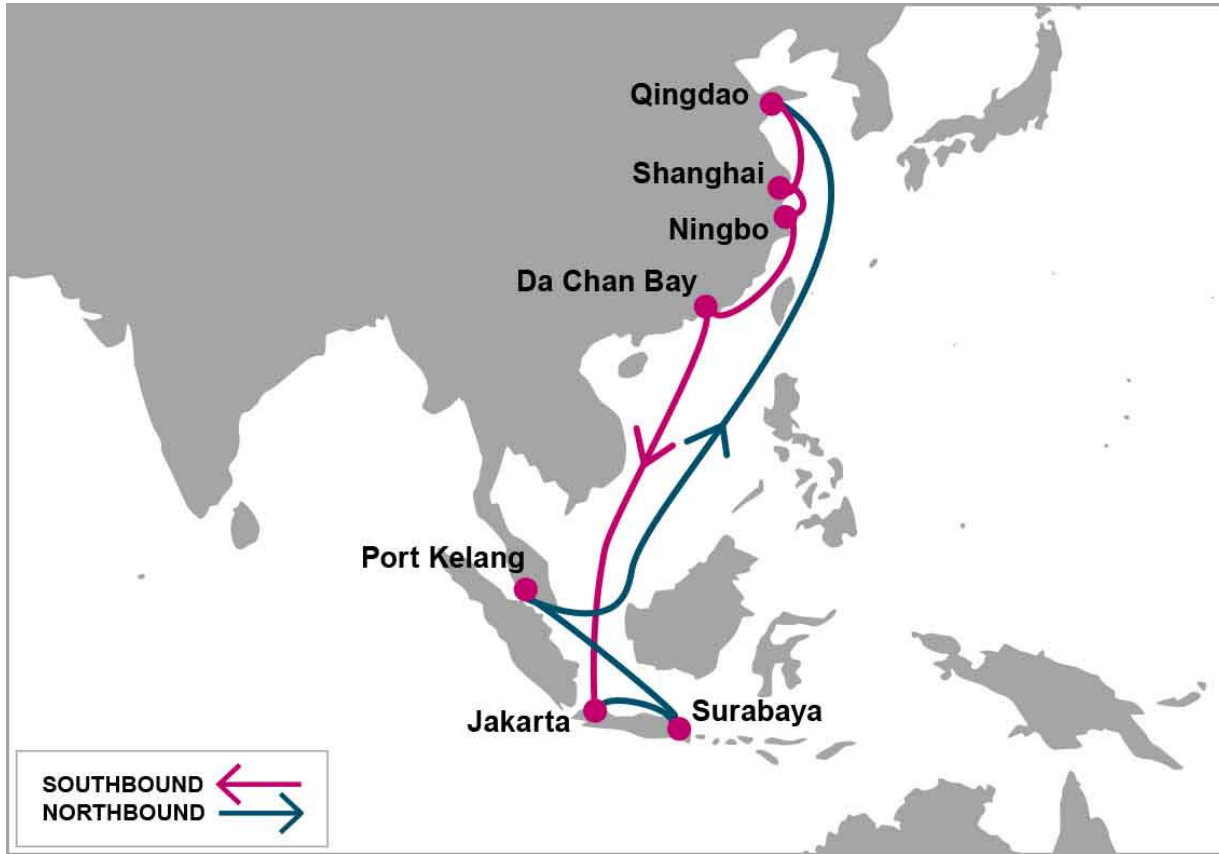 Qingdao
Shanghai
Ningbo
Da Chan Bay
Port Kelang
Jakarta
Surabaya
SOUTHBOUND
NORTHBOUND